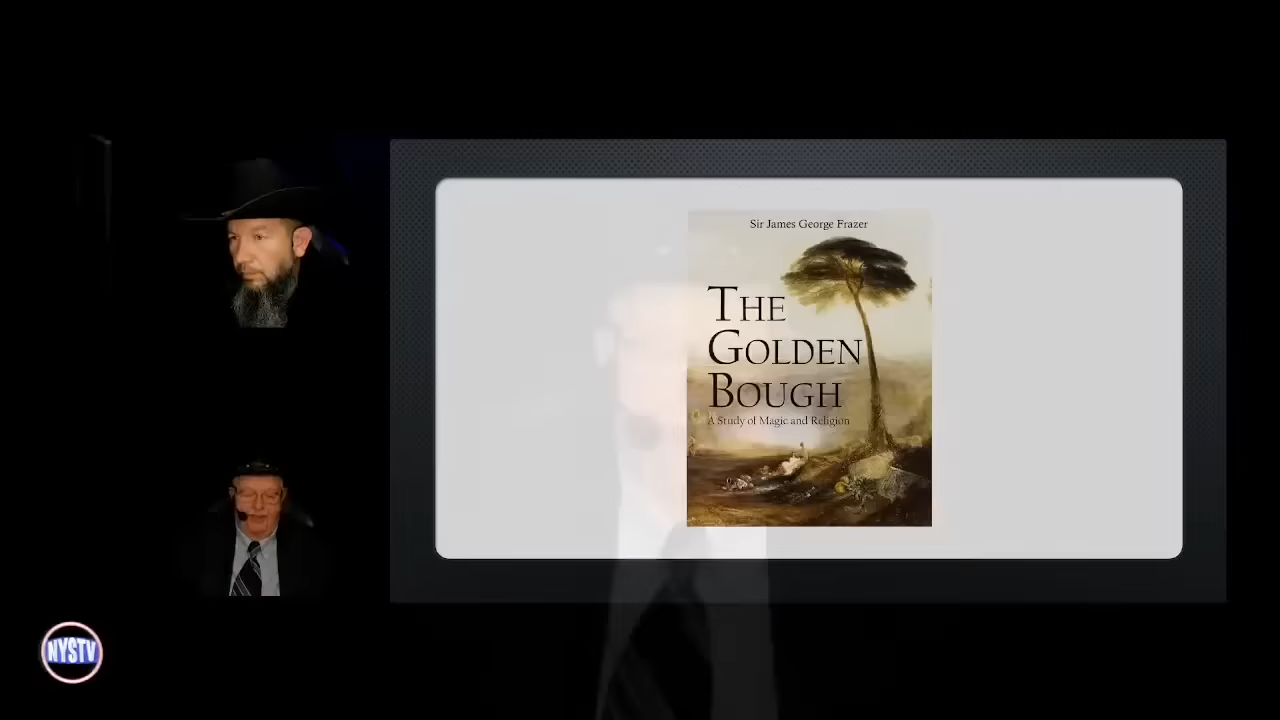 Sir James George Frazer
THE
GOLDEN
BOUGH
A Study of Magic and Religion
NYSTV